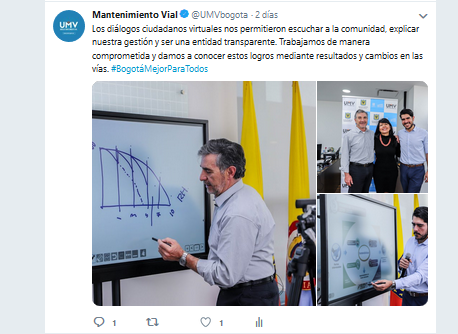 Mantenimiento Vial @UMVbogota · 2 días
Los diálogos ciudadanos virtuales nos permitieron escuchar a la comunidad, explicar
nuestra gestión y ser una entidad transparente. Trabajamos de manera
comprometida y damos a conocer estos logros mediante resultados y cambios en las
vías. #BogotáMejorParaTodos
UMV
UMV
1
1